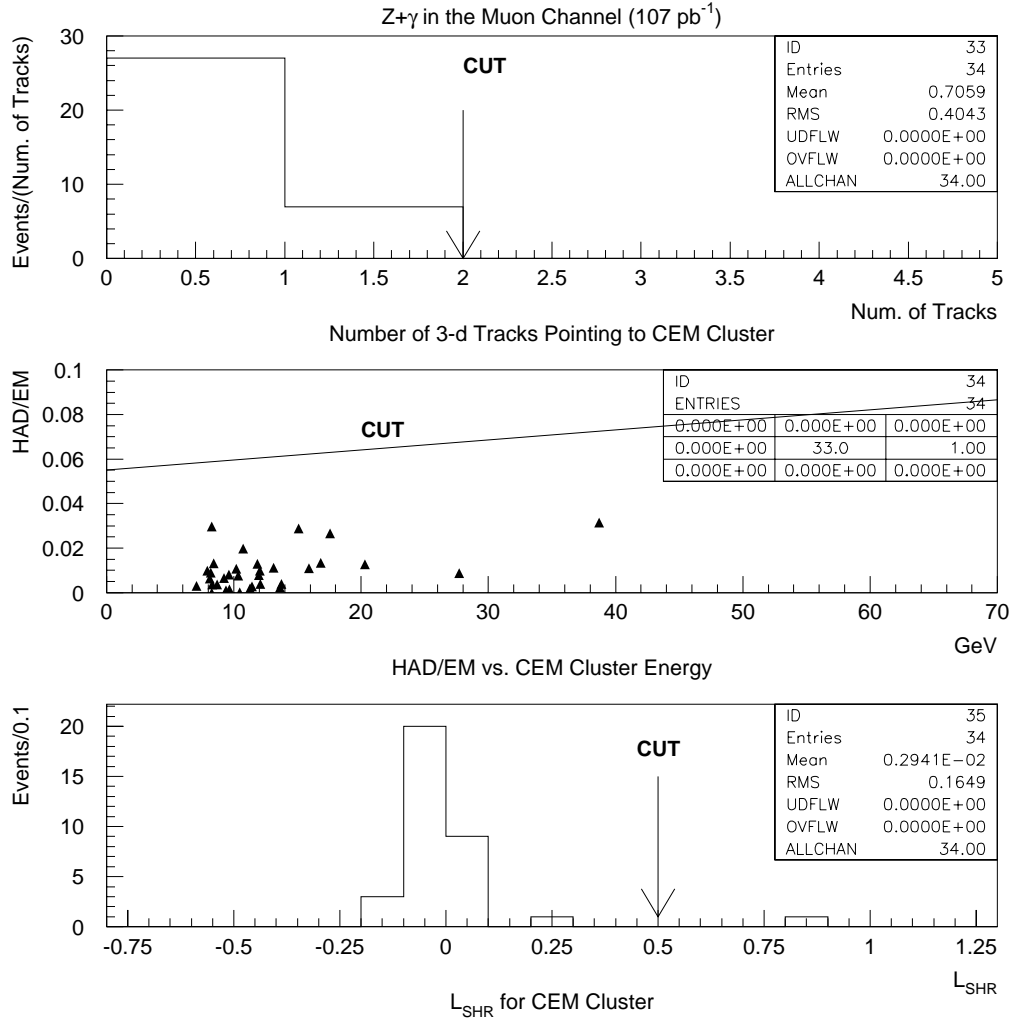 Z+γ in the Muon Channel (107 pb⁻¹)
Events/(Num. of Tracks)
30
20
10
0
CUT
ID 33
Entries 34
Mean 0.7059
RMS 0.4043
UDFLW 0.0000E+00
OVFLW 0.0000E+00
ALLCHAN 34.00
0 0.5 1 1.5 2 2.5 3 3.5 4 4.5 5
Num. of Tracks
Number of 3-d Tracks Pointing to CEM Cluster
HAD/EM
0.1
0.08
0.06
0.04
0.02
0
CUT
ID 34
ENTRIES 34
0.000E+00 0.000E+00 0.000E+00
0.000E+00 33.0 1.00
0.000E+00 0.000E+00 0.000E+00
0 10 20 30 40 50 60 70
GeV
HAD/EM vs. CEM Cluster Energy
Events/0.1
20
15
10
5
0
CUT
ID 35
Entries 34
Mean 0.2941E-02
RMS 0.1649
UDFLW 0.0000E+00
OVFLW 0.0000E+00
ALLCHAN 34.00
-0.75 -0.5 -0.25 0 0.25 0.5 0.75 1 1.25
L_SHR
L_SHR for CEM Cluster